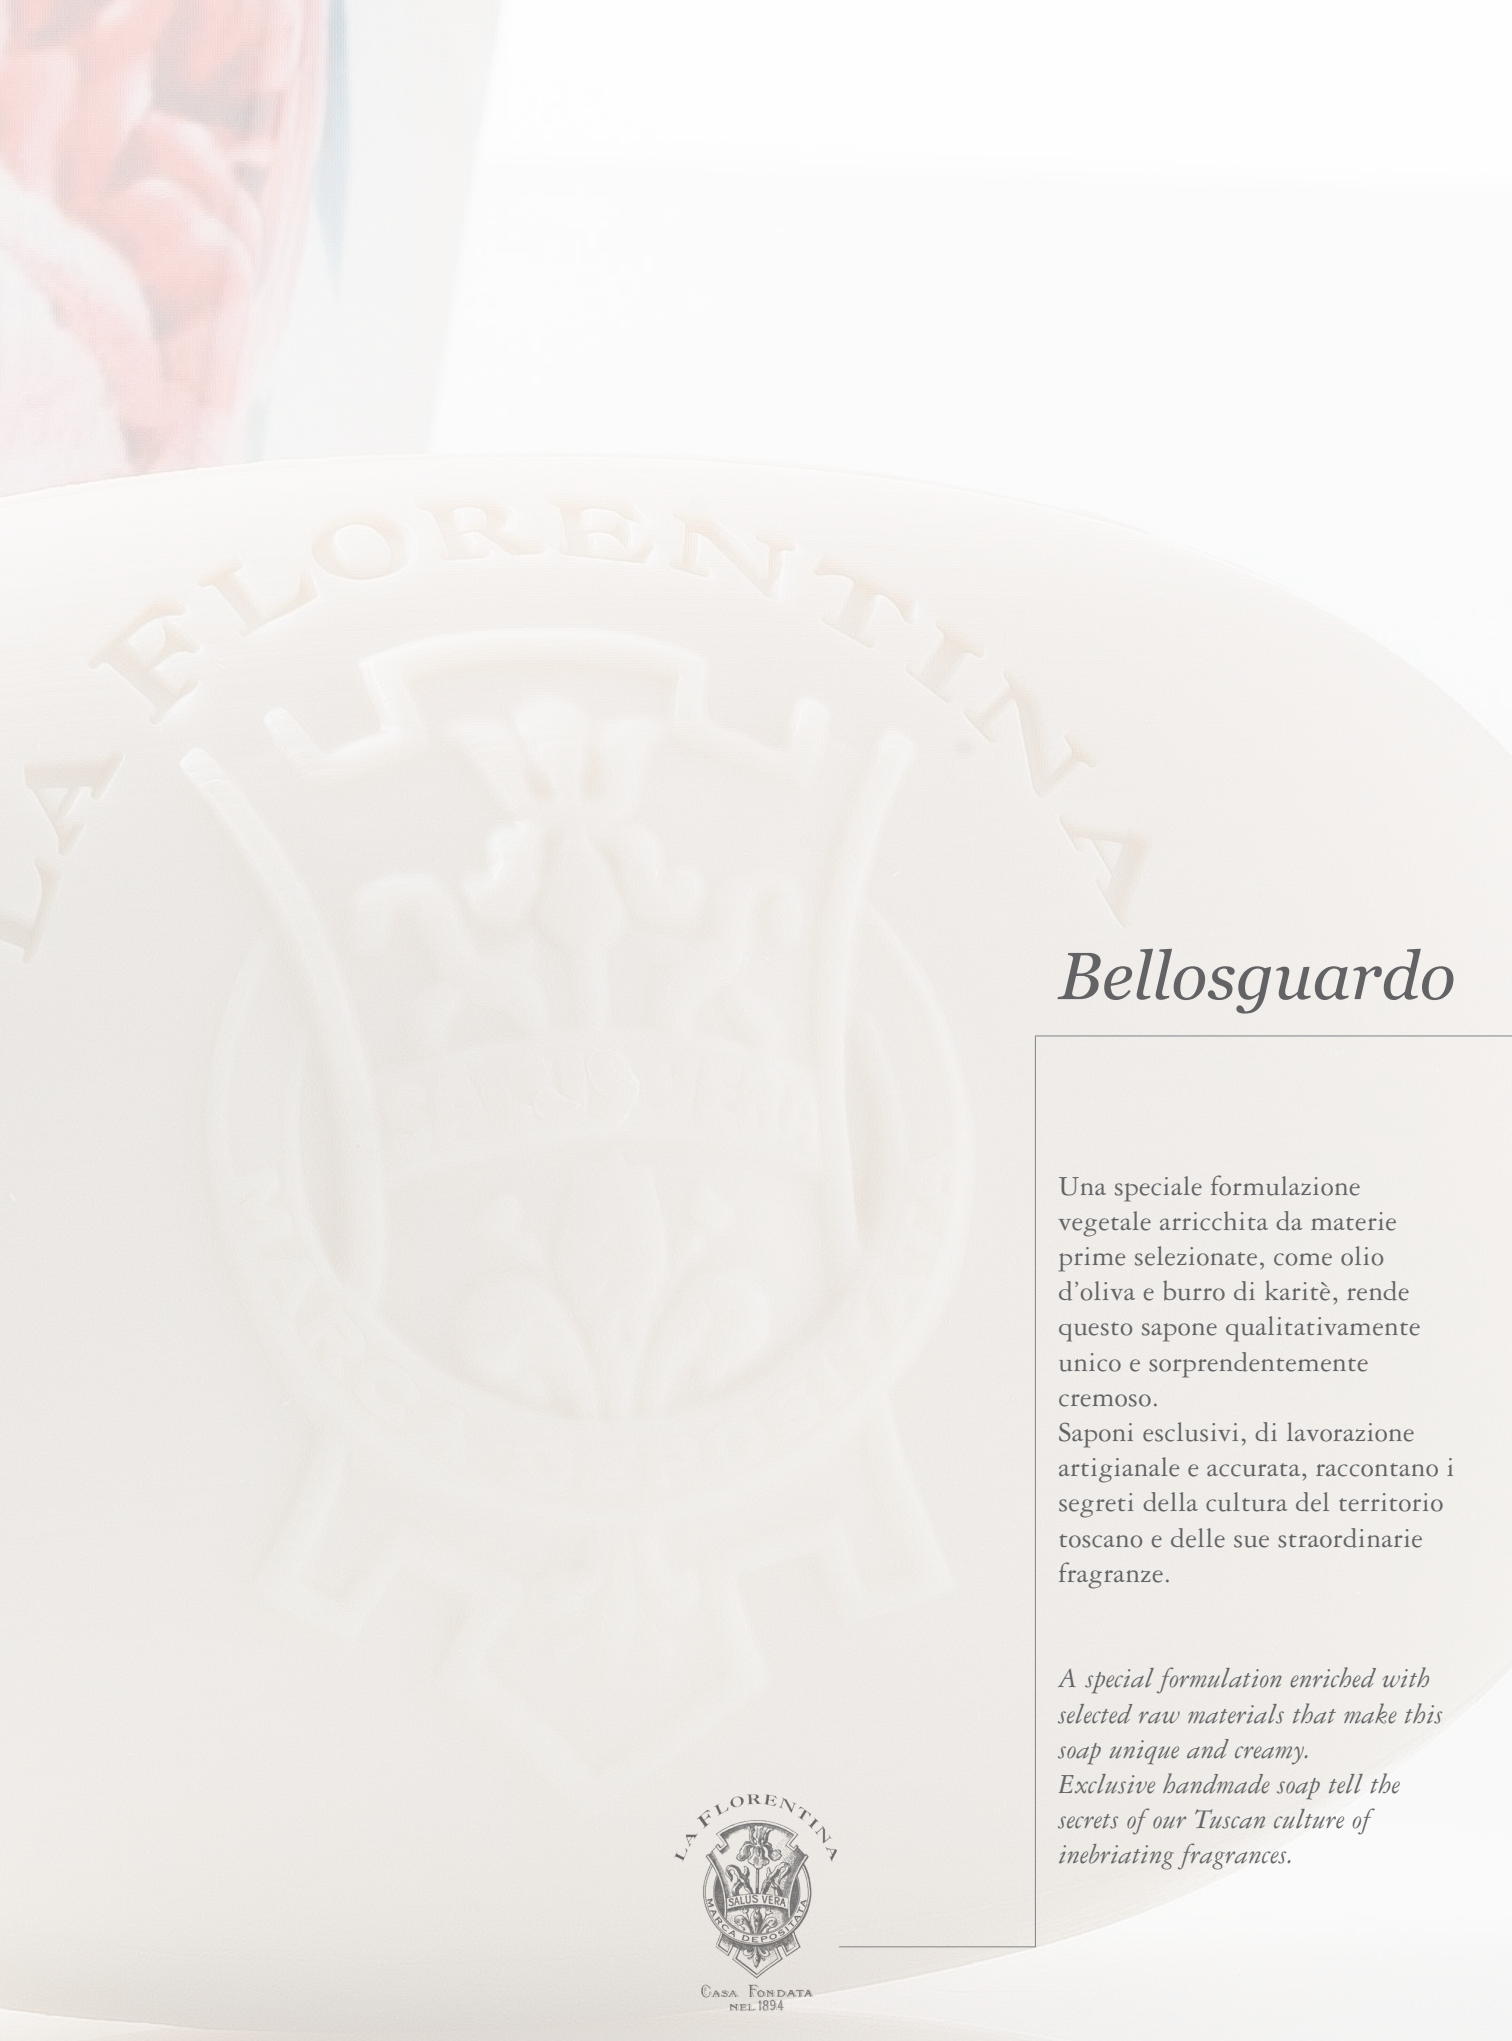 LA FLORENTINA
Bellosguardo
Una speciale formulazione
vegetale arricchita da materie
prime selezionate, come olio
d’oliva e burro di karitè, rende
questo sapone qualitativamente
unico e sorprendentemente
cremoso.
Saponi esclusivi, di lavorazione
artigianale e accurata, raccontano i
segreti della cultura del territorio
toscano e delle sue straordinarie
fragranze.
A special formulation enriched with
selected raw materials that make this
soap unique and creamy.
Exclusive handmade soap tell the
secrets of our Tuscan culture of
inebriating fragrances.
LA FLORENTINA
SALUS VERA
MARCA DEPOSITATA
CASA FONDATA
NEL 1894